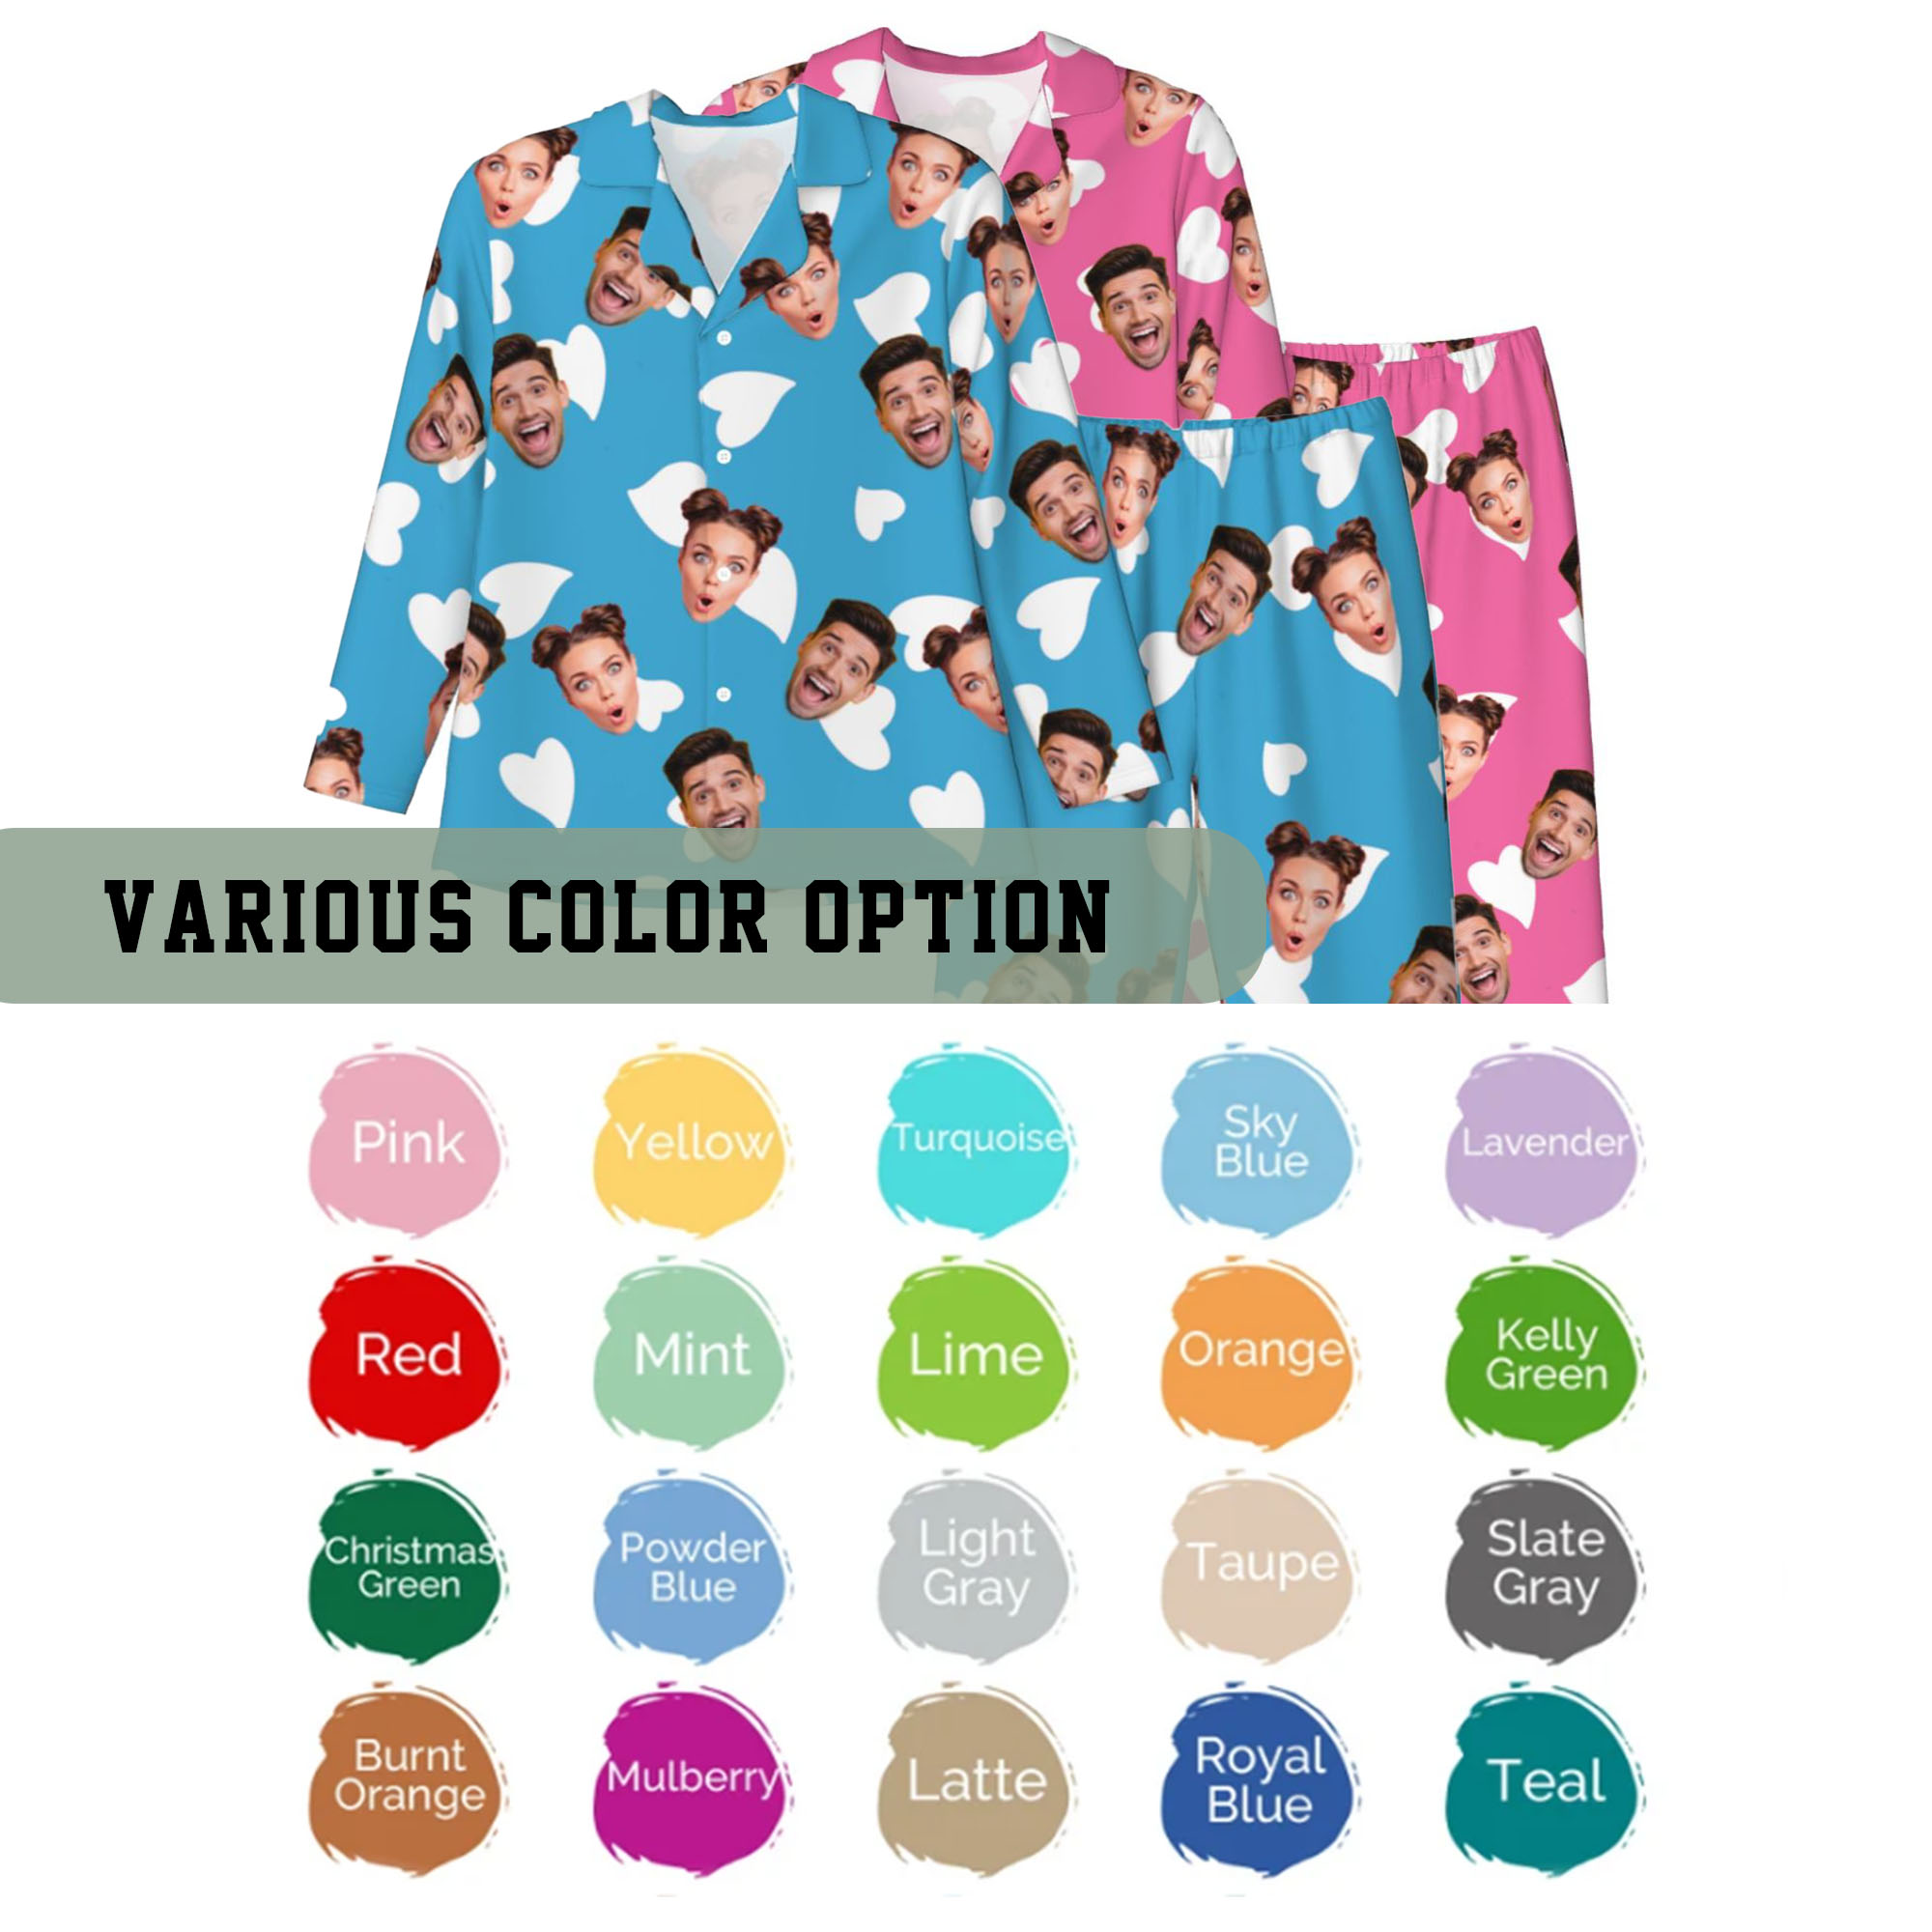 VARIOUS COLOR OPTION
Pink
Yellow
Turquoise
Sky
Blue
Lavender
Red
Mint
Lime
Orange
Kelly
Green
Christmas
Green
Powder
Blue
Light
Gray
Taupe
Slate
Gray
Burnt
Orange
Mulberry
Latte
Royal
Blue
Teal